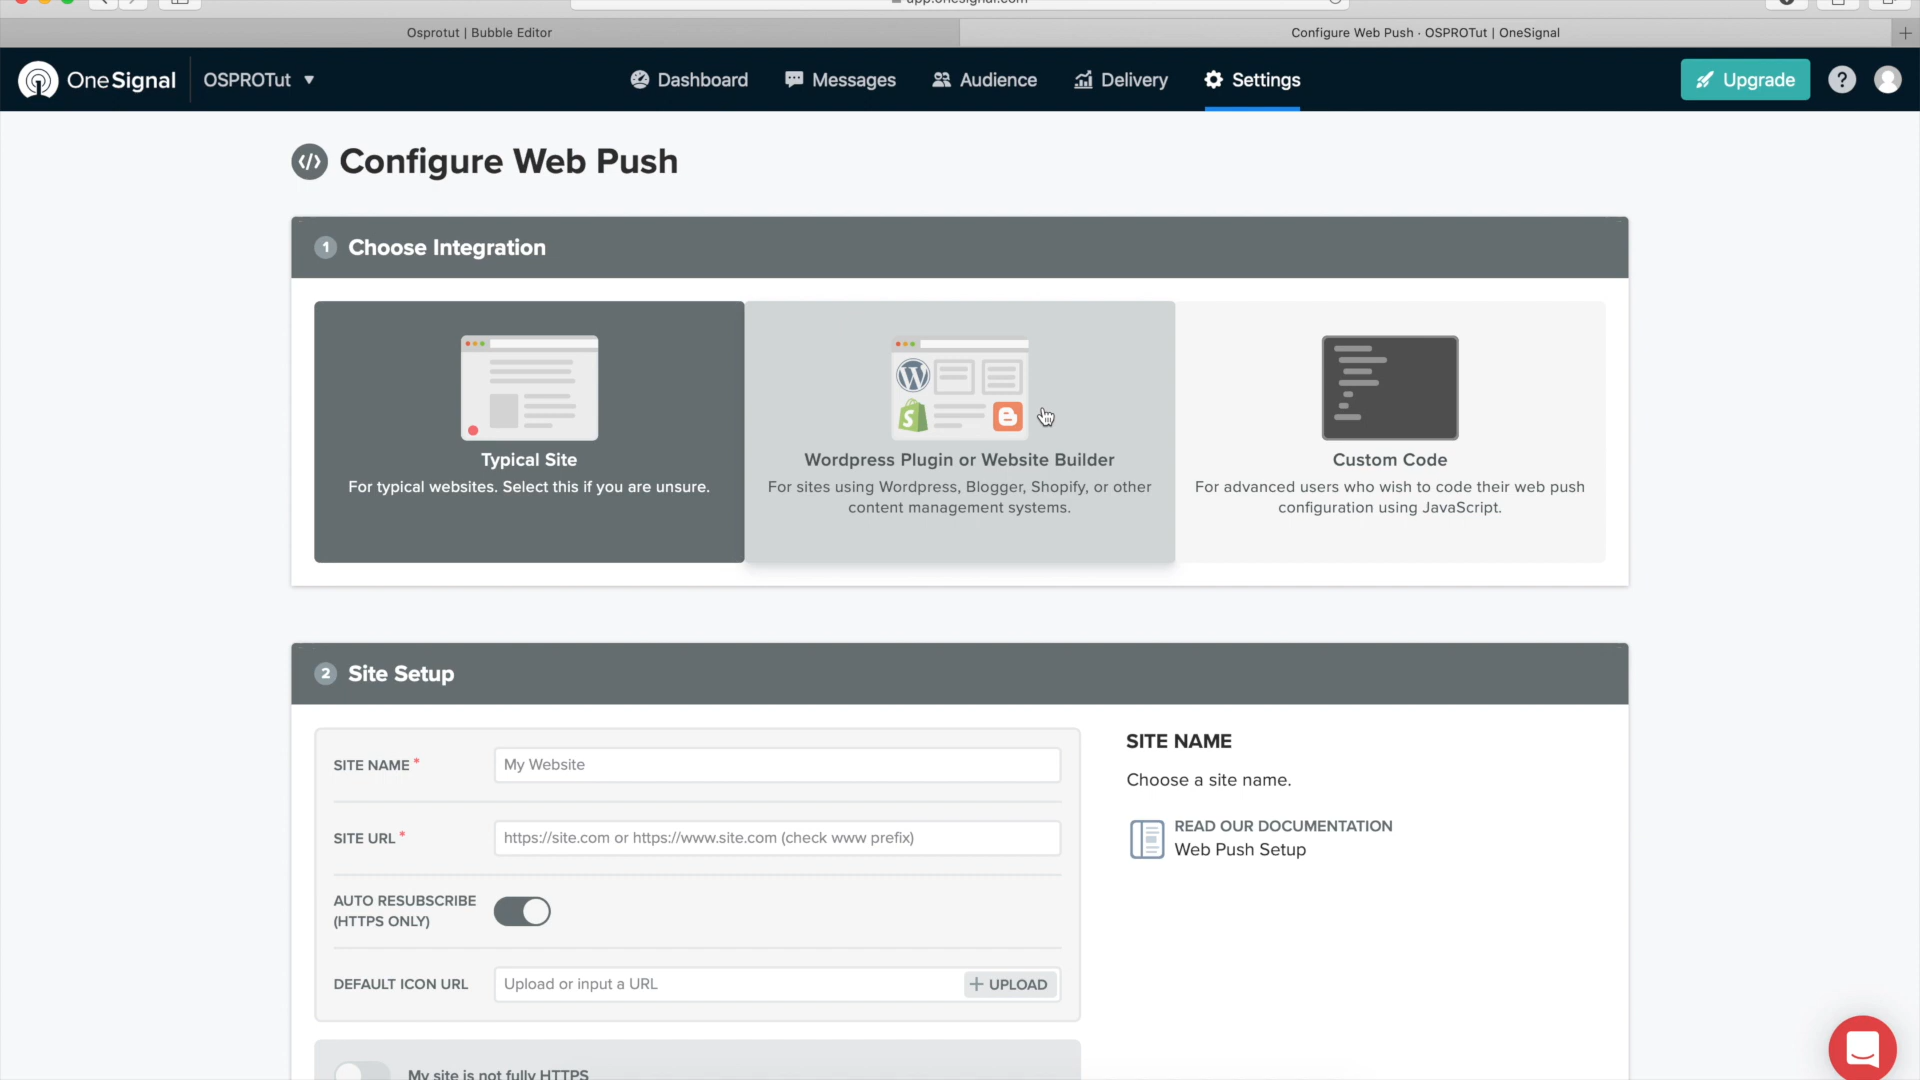 Osprotut | Bubble Editor
Configure Web Push · OSPROTut | OneSignal
OneSignal
OSPROTut
Dashboard
Messages
Audience
Delivery
Settings
Upgrade
?
</> Configure Web Push
1 Choose Integration
Typical Site
For typical websites. Select this if you are unsure.
Wordpress Plugin or Website Builder
For sites using Wordpress, Blogger, Shopify, or other
content management systems.
Custom Code
For advanced users who wish to code their web push
configuration using JavaScript.
2 Site Setup
SITE NAME *
My Website
SITE URL *
https://site.com or https://www.site.com (check www prefix)
AUTO RESUBSCRIBE
(HTTPS ONLY)
DEFAULT ICON URL
Upload or input a URL
+ UPLOAD
My site is not fully HTTPS
SITE NAME
Choose a site name.
READ OUR DOCUMENTATION
Web Push Setup